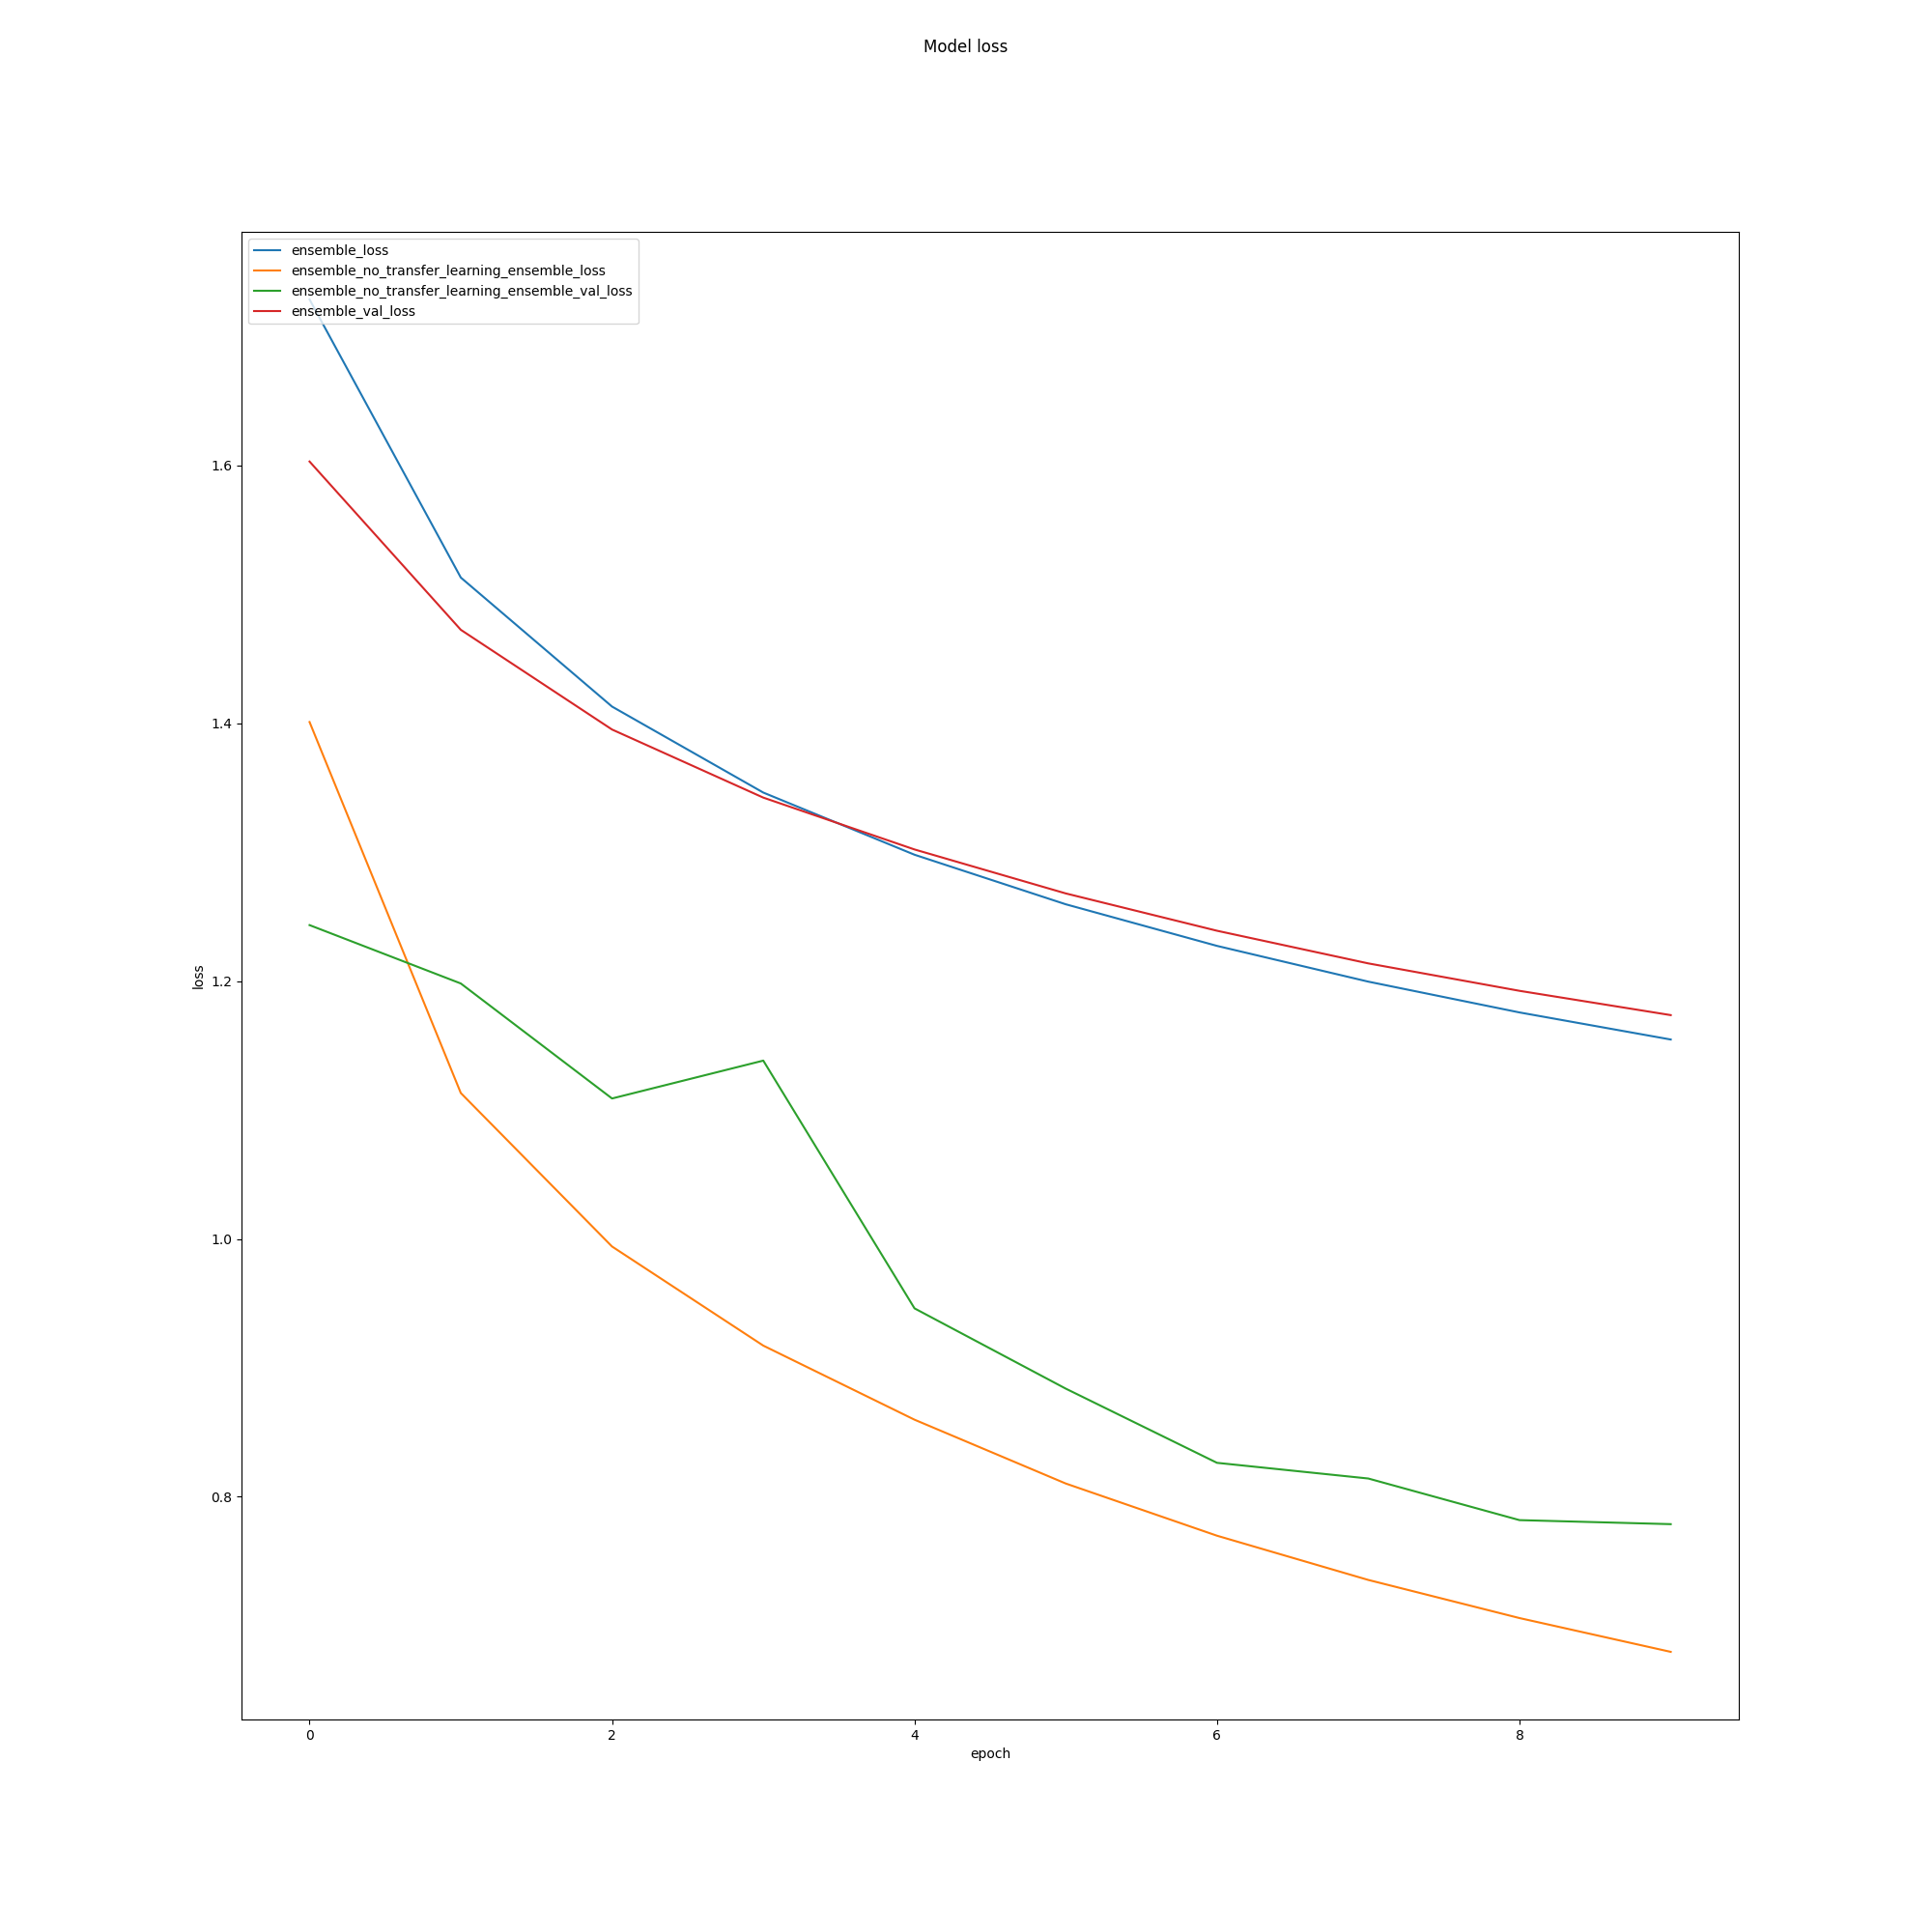 Model loss
ensemble_loss
ensemble_no_transfer_learning_ensemble_loss
ensemble_no_transfer_learning_ensemble_val_loss
ensemble_val_loss
1.6
1.4
1.2
1.0
0.8
loss
0 2 4 6 8
epoch